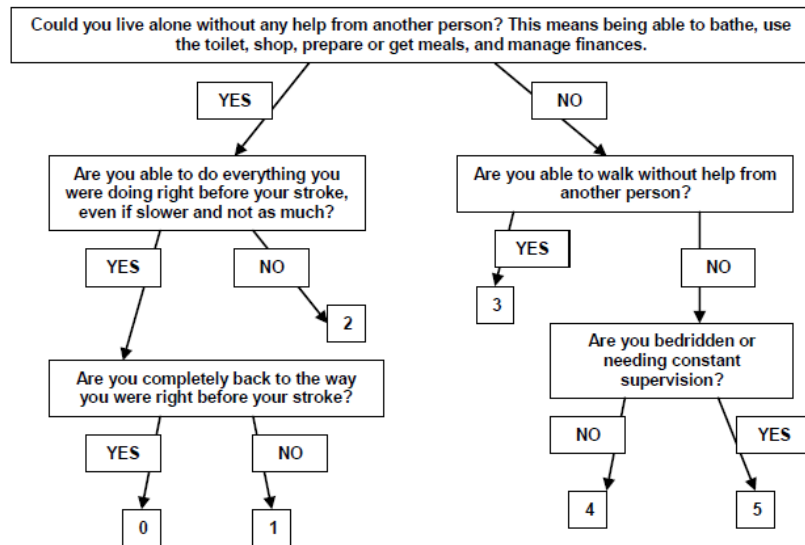 Could you live alone without any help from another person? This means being able to bathe, use
the toilet, shop, prepare or get meals, and manage finances.
YES
NO
Are you able to do everything you
were doing right before your stroke,
even if slower and not as much?
Are you able to walk without help from
another person?
YES
NO
YES
NO
2
3
Are you bedridden or
needing constant
supervision?
Are you completely back to the way
you were right before your stroke?
YES
NO
NO
YES
0
1
4
5